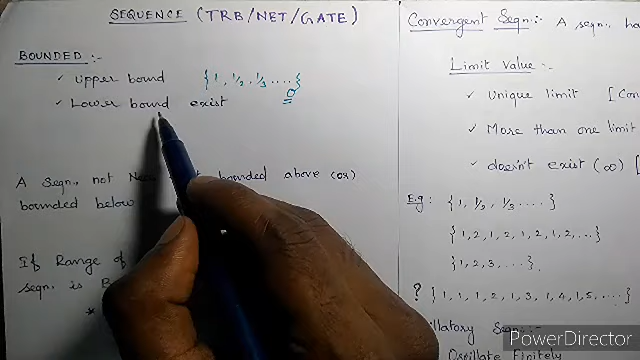 SEQUENCE (TRB/NET/GATE)
BOUNDED :-
✓ Upper bound {1, 1/2, 1/3 .... }
0
✓ Lower bound exist
A seqn., not bounded above (or)
bounded below
If Range of
seqn. is
*
Convergent Seqn:- A seqn.
Limit Value :-
✓ Unique limit
✓ More than one limit
✓ doesn't exist (∞) [
E.g {1, 1/2, 1/3 .... }
{1, 2, 1, 2, 1, 2, 1, 2, ... }
{1, 2, 3, .... }
? {1, 1, 1, 2, 1, 3, 1, 4, 1, 5, .... }
Seqn:-
Oscillate Finitely
PowerDirector